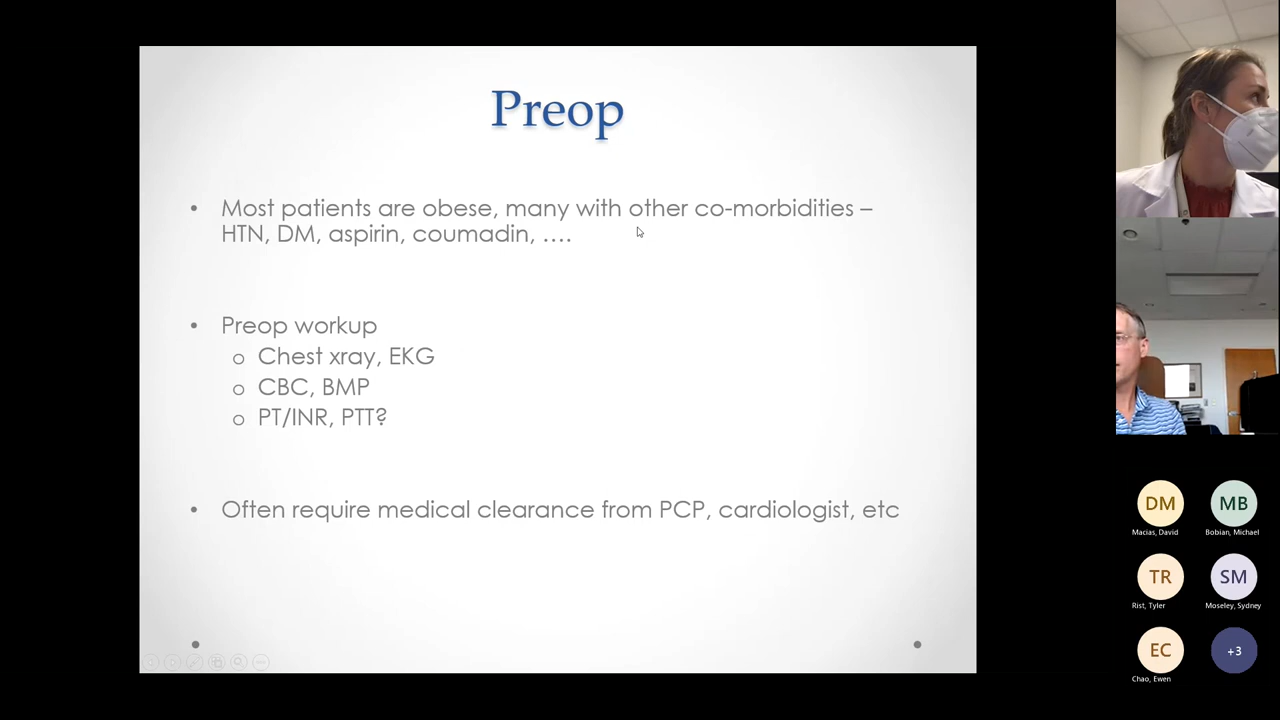 Preop
• Most patients are obese, many with other co-morbidities –
HTN, DM, aspirin, coumadin, ....
• Preop workup
o Chest xray, EKG
o CBC, BMP
o PT/INR, PTT?
• Often require medical clearance from PCP, cardiologist, etc
DM
Macias, David
MB
Bobian, Michael
TR
Rist, Tyler
SM
Moseley, Sydney
EC
Chao, Ewen
+3